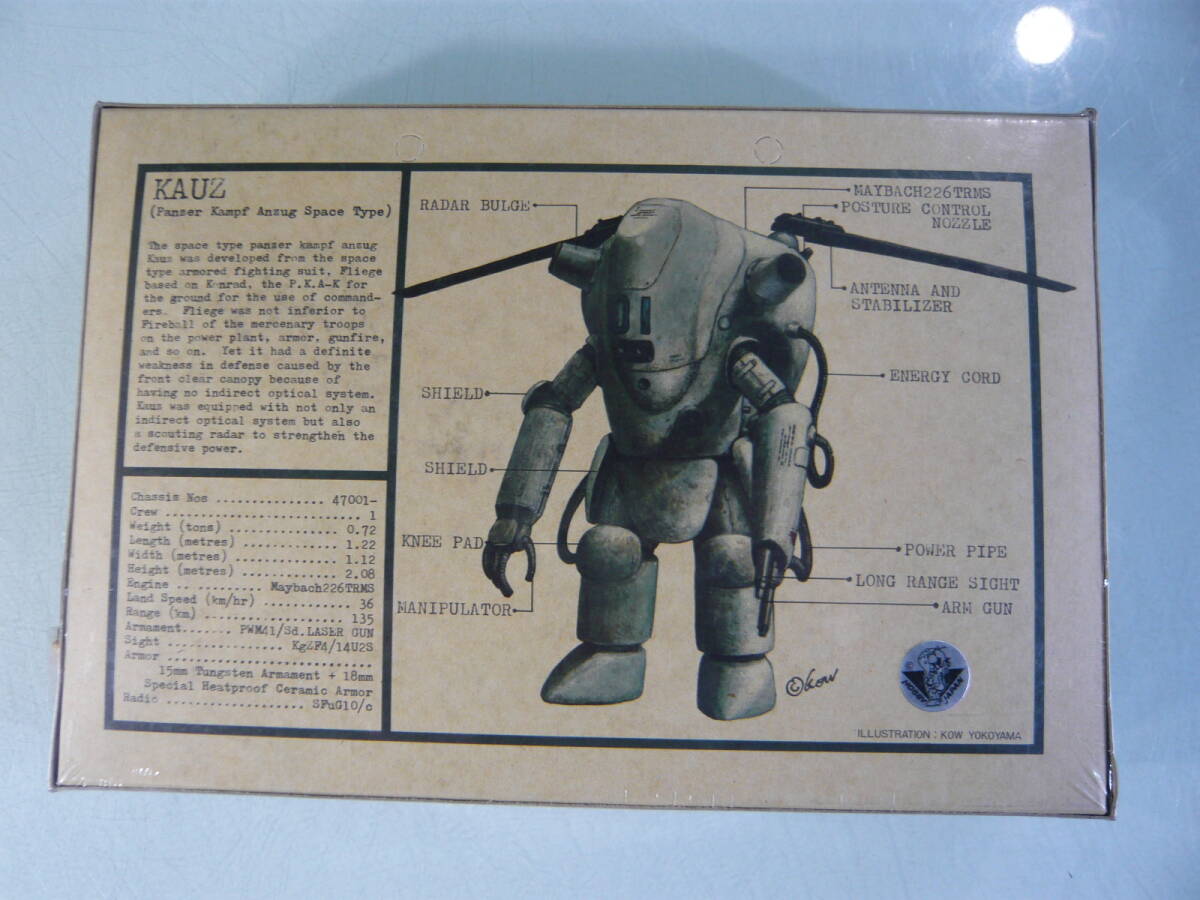 KAUZ
(Panzer Kampf Anzug Space Type)
The space type panzer kampf anzug
Kauz was developed from the space
type armored fighting suit, Fliege
based on Konrad, the P.K.A-K for
the ground for the use of command-
ers. Fliege was not inferior to
Fireball of the mercenary troops
on the power plant, armor, gunfire,
and so on. Yet it had a definite
weakness in defense caused by the
front clear canopy because of
having no indirect optical system.
Kauz was equipped with not only an
indirect optical system but also
a scouting radar to strengthen the
defensive power.
Chassis Nos ............... 47001-
Crew ........................... 1
Weight (tons) ............... 0.72
Length (metres) ............. 1.22
Width (metres) .............. 1.12
Height (metres) ............. 2.08
Engine ........... Maybach226TRMS
Land Speed (km/hr) ............ 36
Range (km) ................... 135
Armament....... PWM41/Sd.LASER GUN
Sight ................ KgZF4/14U2S
Armor ............................
15mm Tungsten Armament + 18mm
Special Heatproof Ceramic Armor
Radio ................... SFuG10/c
RADAR BULGE
SHIELD
SHIELD
KNEE PAD
MANIPULATOR
MAYBACH226TRMS
POSTURE CONTROL
NOZZLE
ANTENNA AND
STABILIZER
ENERGY CORD
POWER PIPE
LONG RANGE SIGHT
ARM GUN
01
©Kow
® HOBBY JAPAN
ILLUSTRATION : KOW YOKOYAMA